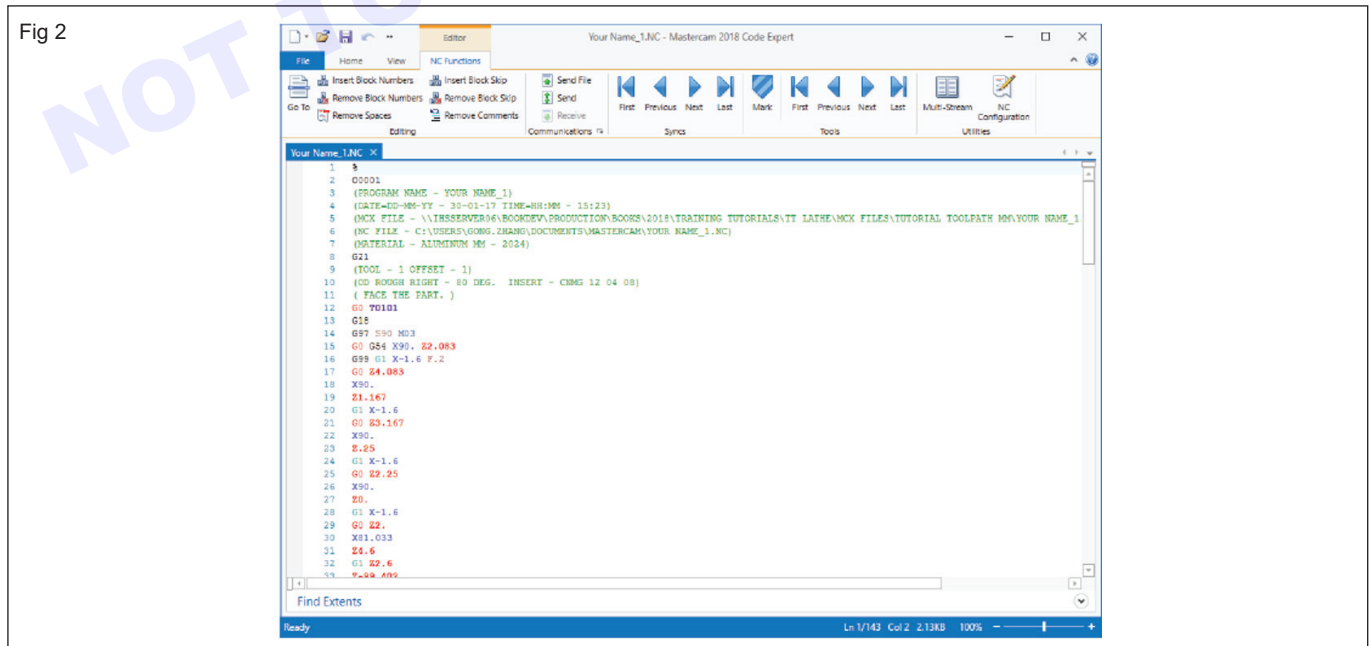 Fig 2
NOT TO
Editor
Your Name_1.NC - Mastercam 2018 Code Expert
File Home View NC Functions
Go To
Insert Block Numbers
Remove Block Numbers
Remove Spaces
Insert Block Skip
Remove Block Skip
Remove Comments
Editing
Send File
Send
Receive
Communications
First Previous Next Last
Syncs
Mark First Previous Next Last
Tools
Multi-Stream NC Configuration
Utilities
Your Name_1.NC
1 %
2 O0001
3 (PROGRAM NAME - YOUR NAME_1)
4 (DATE=DD-MM-YY - 30-01-17 TIME=HH:MM - 15:23)
5 (MCX FILE - \\IHSSERVER06\BOOKDEV\PRODUCTION\BOOKS\2018\TRAINING TUTORIALS\TT LATHE\MCX FILES\TUTORIAL TOOLPATH MM\YOUR NAME_1
6 (NC FILE - C:\USERS\GONG.ZHANG\DOCUMENTS\MASTERCAM\YOUR NAME_1.NC)
7 (MATERIAL - ALUMINUM MM - 2024)
8 G21
9 (TOOL - 1 OFFSET - 1)
10 (OD ROUGH RIGHT - 80 DEG. INSERT - CNMG 12 04 08)
11 ( FACE THE PART. )
12 G0 T0101
13 G18
14 G97 S90 M03
15 G0 G54 X90. Z2.083
16 G99 G1 X-1.6 F.2
17 G0 Z4.083
18 X90.
19 Z1.167
20 G1 X-1.6
21 G0 Z3.167
22 X90.
23 Z.25
24 G1 X-1.6
25 G0 Z2.25
26 X90.
27 Z0.
28 G1 X-1.6
29 G0 Z2.
30 X81.033
31 Z4.6
32 G1 Z2.6
33
Find Extents
Ready
Ln 1/143 Col 2 2.13KB 100%